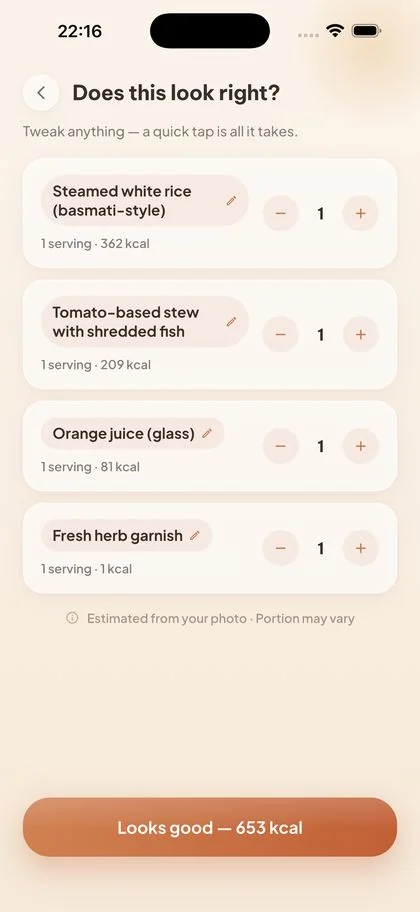 22:16
Does this look right?
Tweak anything — a quick tap is all it takes.
Steamed white rice
(basmati-style)
1
1 serving · 362 kcal
Tomato-based stew
with shredded fish
1
1 serving · 209 kcal
Orange juice (glass)
1
1 serving · 81 kcal
Fresh herb garnish
1
1 serving · 1 kcal
Estimated from your photo · Portion may vary
Looks good — 653 kcal